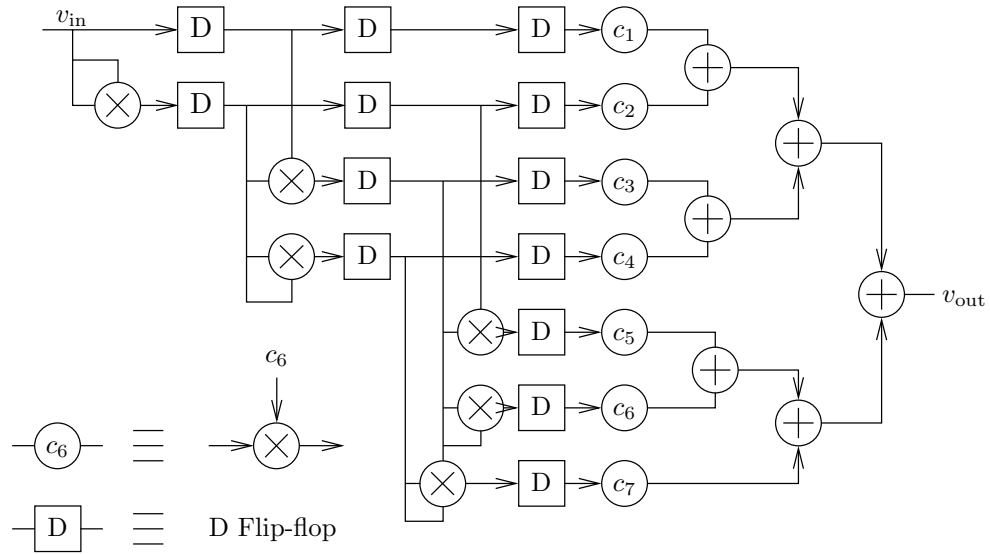 v_in D D D c_1
D D D c_2
D D c_3
D D c_4
v_out
D c_5
c_6
D c_6
c_6
D c_7
D D Flip-flop